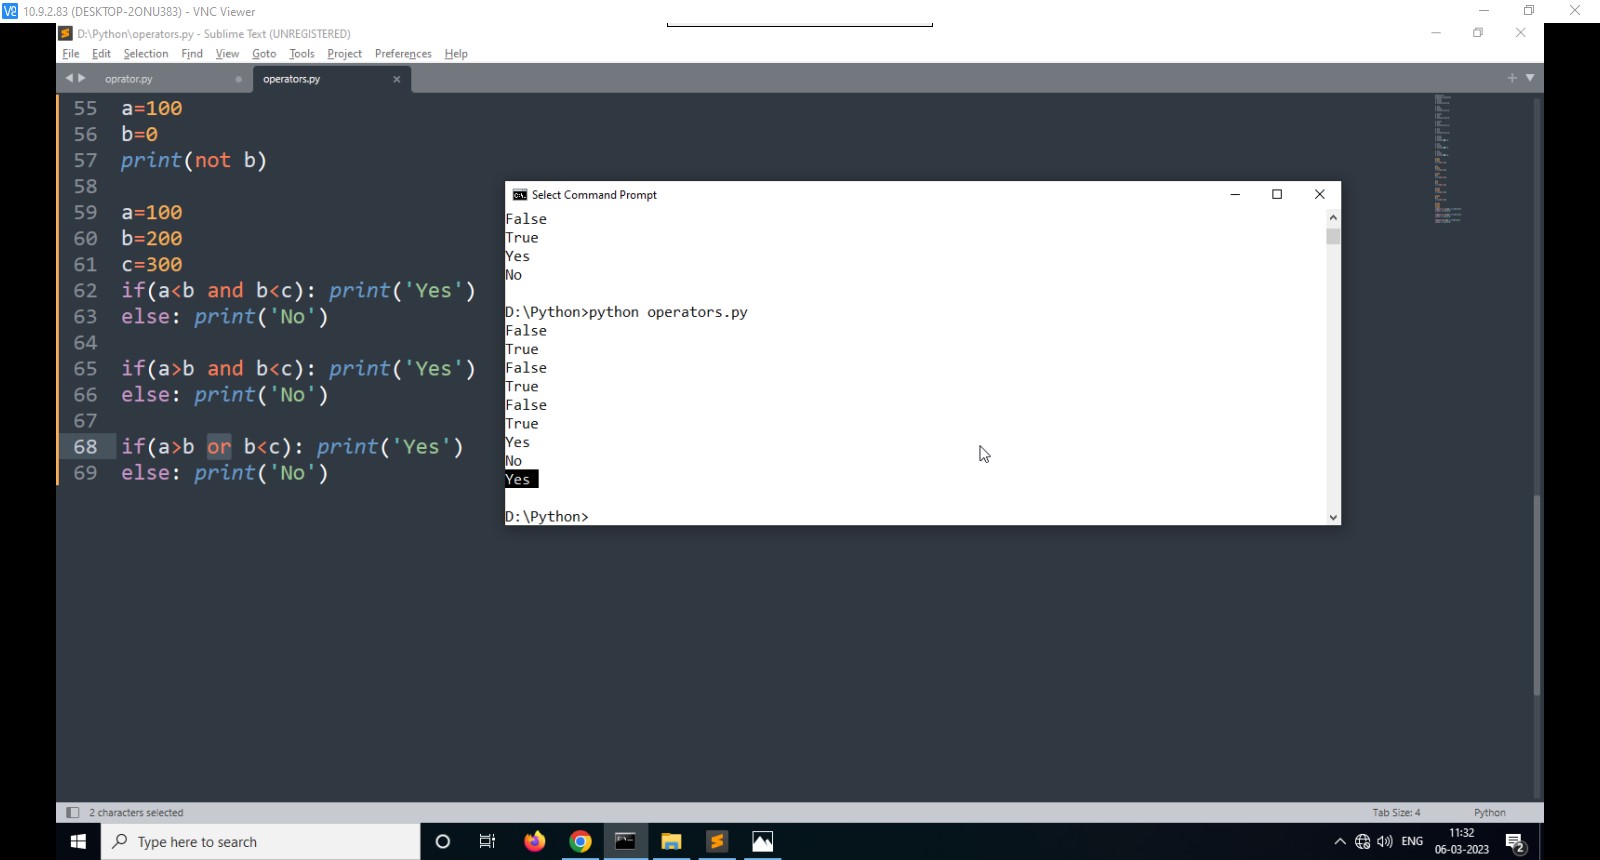 10.9.2.83 (DESKTOP-2ONU383) - VNC Viewer
D:\Python\operators.py - Sublime Text (UNREGISTERED)
File Edit Selection Find View Goto Tools Project Preferences Help
oprator.py operators.py
55 a=100
56 b=0
57 print(not b)
58
59 a=100
60 b=200
61 c=300
62 if(a<b and b<c): print('Yes')
63 else: print('No')
64
65 if(a>b and b<c): print('Yes')
66 else: print('No')
67
68 if(a>b or b<c): print('Yes')
69 else: print('No')
Select Command Prompt
False
True
Yes
No
D:\Python>python operators.py
False
True
False
True
False
True
Yes
No
Yes
D:\Python>
2 characters selected Tab Size: 4 Python
Type here to search
ENG
11:32
06-03-2023
2